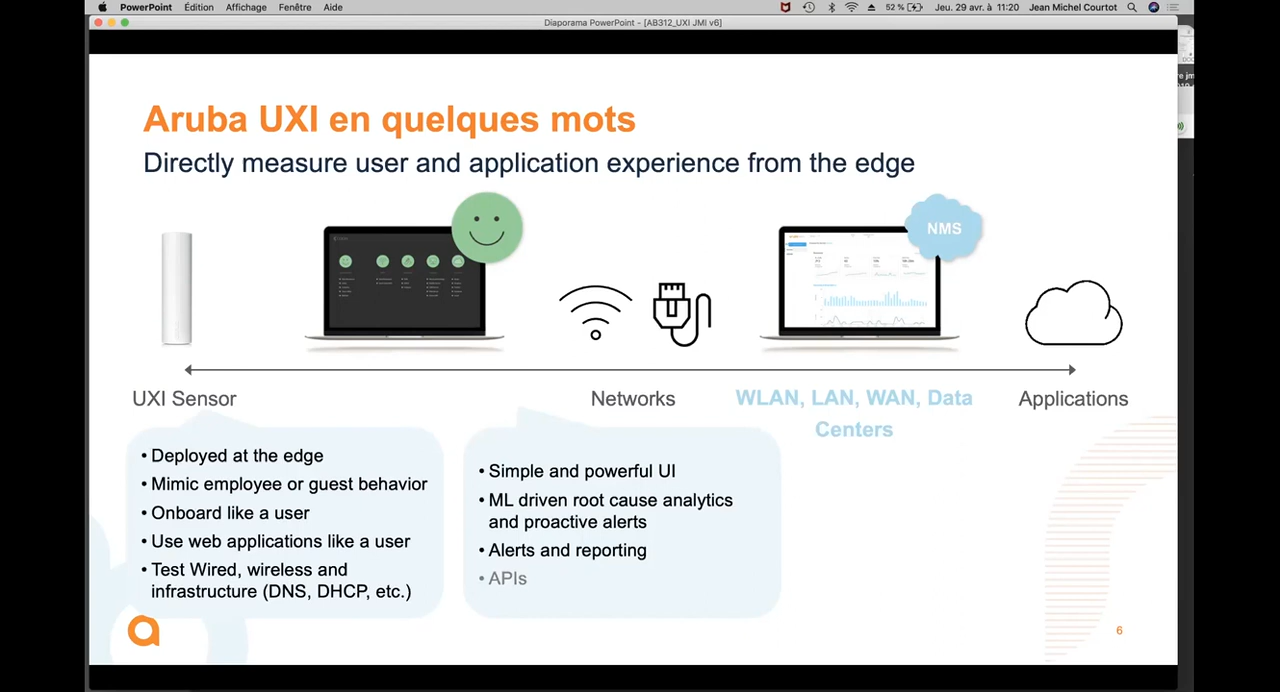 PowerPoint Édition Affichage Fenêtre Aide 52 % Jeu. 29 avr. à 11:20 Jean Michel Courtot
Diaporama PowerPoint - [AB312_UXI JMI v6]
Aruba UXI en quelques mots
Directly measure user and application experience from the edge
NMS
UXI Sensor
Networks
WLAN, LAN, WAN, Data
Centers
Applications
• Deployed at the edge
• Mimic employee or guest behavior
• Onboard like a user
• Use web applications like a user
• Test Wired, wireless and
infrastructure (DNS, DHCP, etc.)
• Simple and powerful UI
• ML driven root cause analytics
and proactive alerts
• Alerts and reporting
• APIs
6